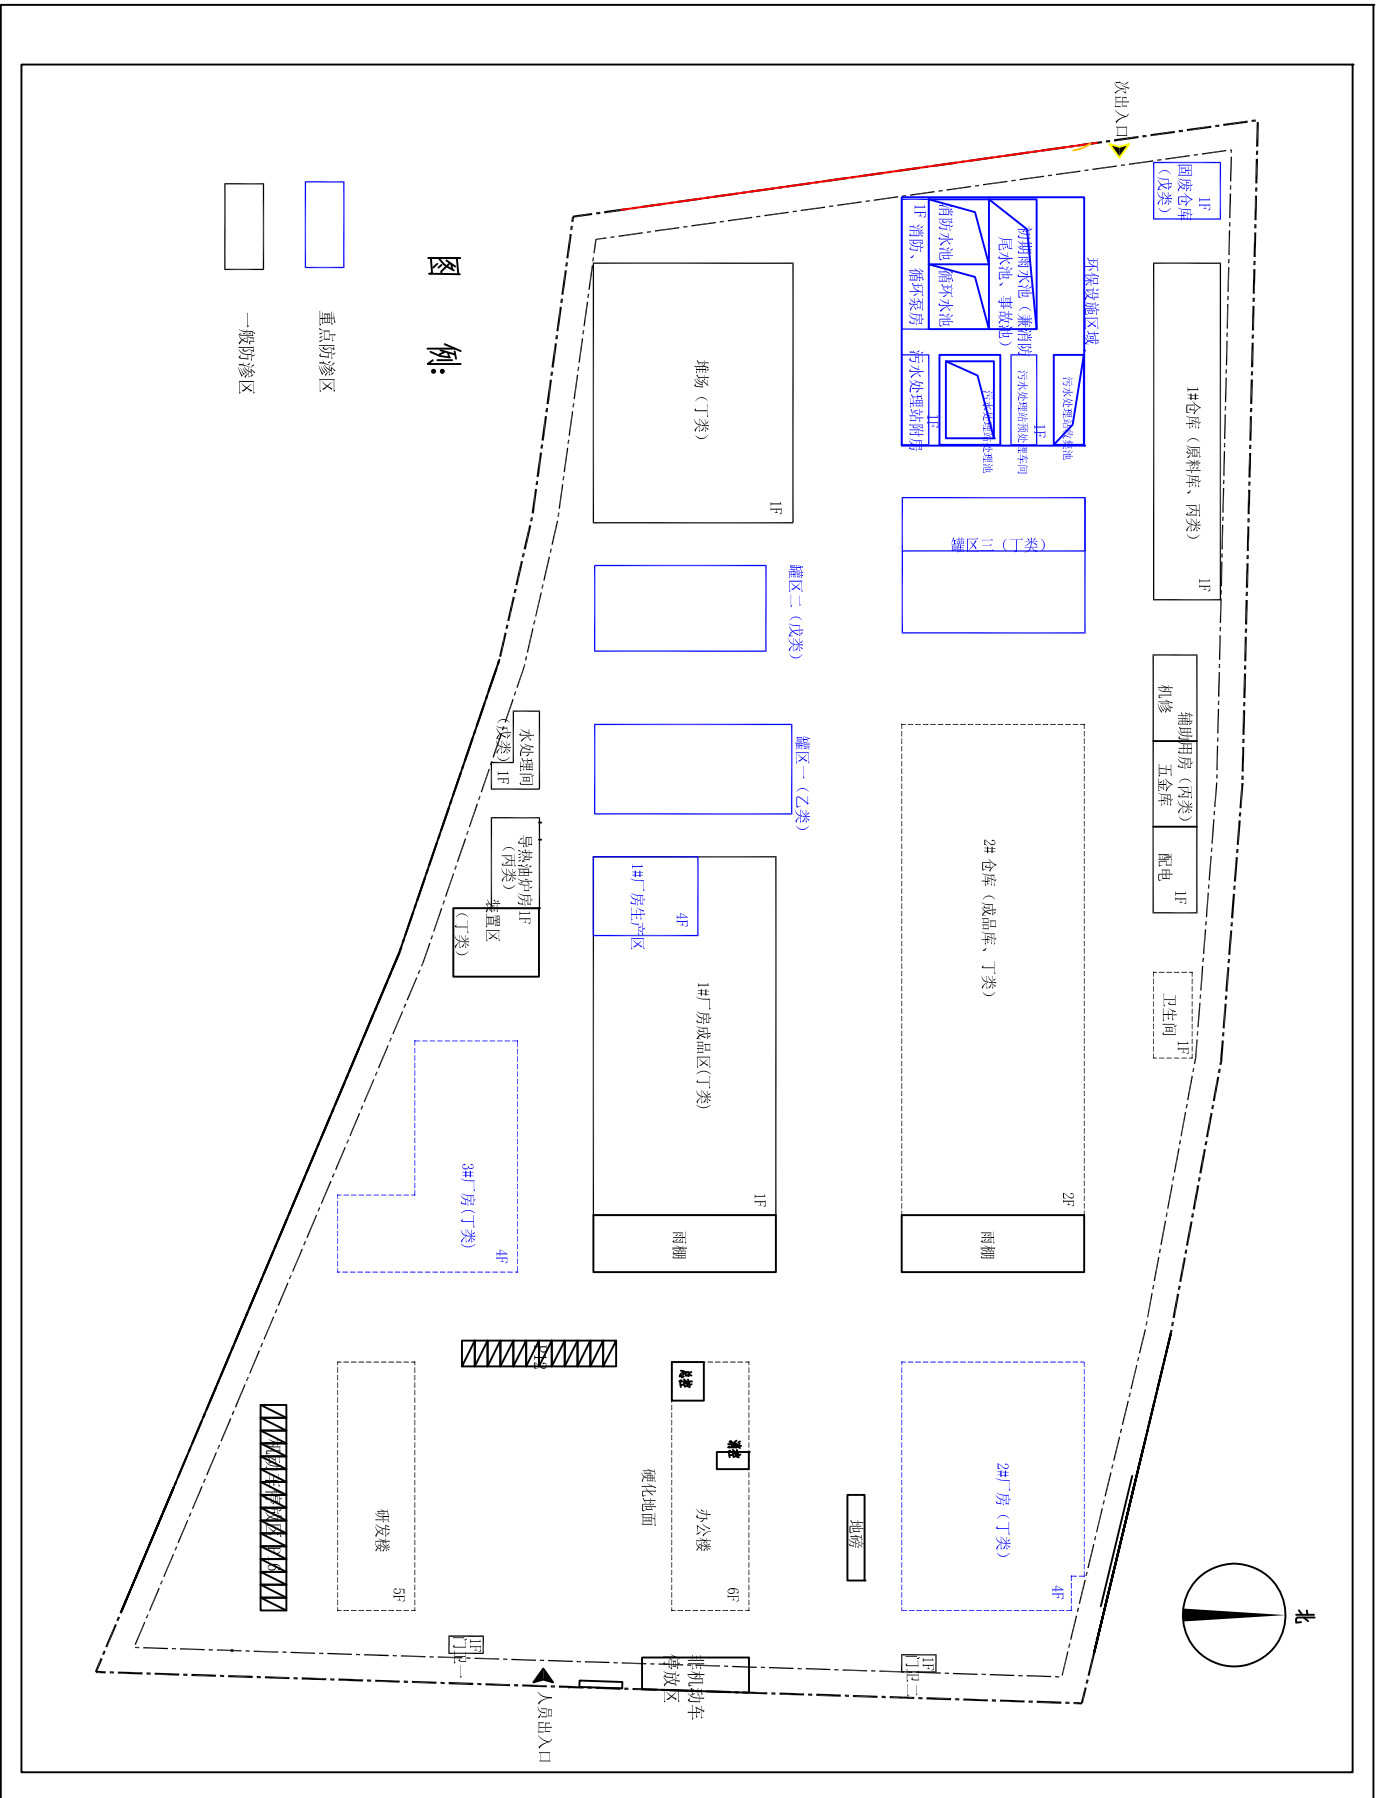 次出入口
固废仓库
（戊类）
1F
环保设施区域
初期雨水池（兼消防
尾水池、事故池）
消防水池
循环水池
1F
消防、循环泵房
污水处理站附房
1F
污水处理站处理池
污水处理站预处理车间
1F
1#仓库（原料库、丙类）
1F
堆场（丁类）
1F
罐区三（丁类）
罐区二（戊类）
罐区一（乙类）
机修
辅助用房（丙类）
五金库
配电
1F
卫生间
1F
2#仓库（成品库、丁类）
2F
雨棚
水处理间
（戊类）
1F
导热油炉房
（丙类）
1F
装置区
（丁类）
1#厂房生产区
4F
1#厂房成品区(丁类)
1F
雨棚
3#厂房(丁类)
4F
研发楼
5F
硬化地面
办公楼
6F
地磅
2#厂房（丁类）
4F
1F
门卫一
人员出入口
非机动车
停放区
1F
门卫二
北
图 例:
重点防渗区
一般防渗区